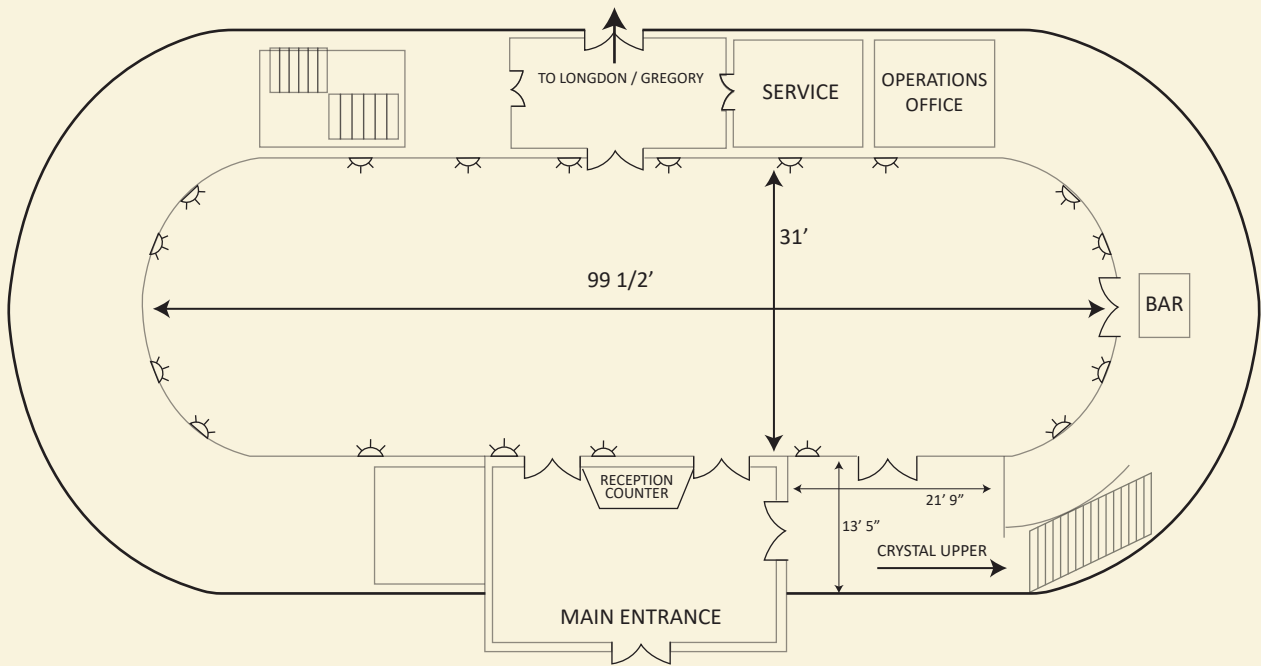 TO LONGDON / GREGORY
SERVICE
OPERATIONS
OFFICE
31’
99 1/2’
BAR
RECEPTION
COUNTER
21’ 9”
13’ 5”
CRYSTAL UPPER
MAIN ENTRANCE